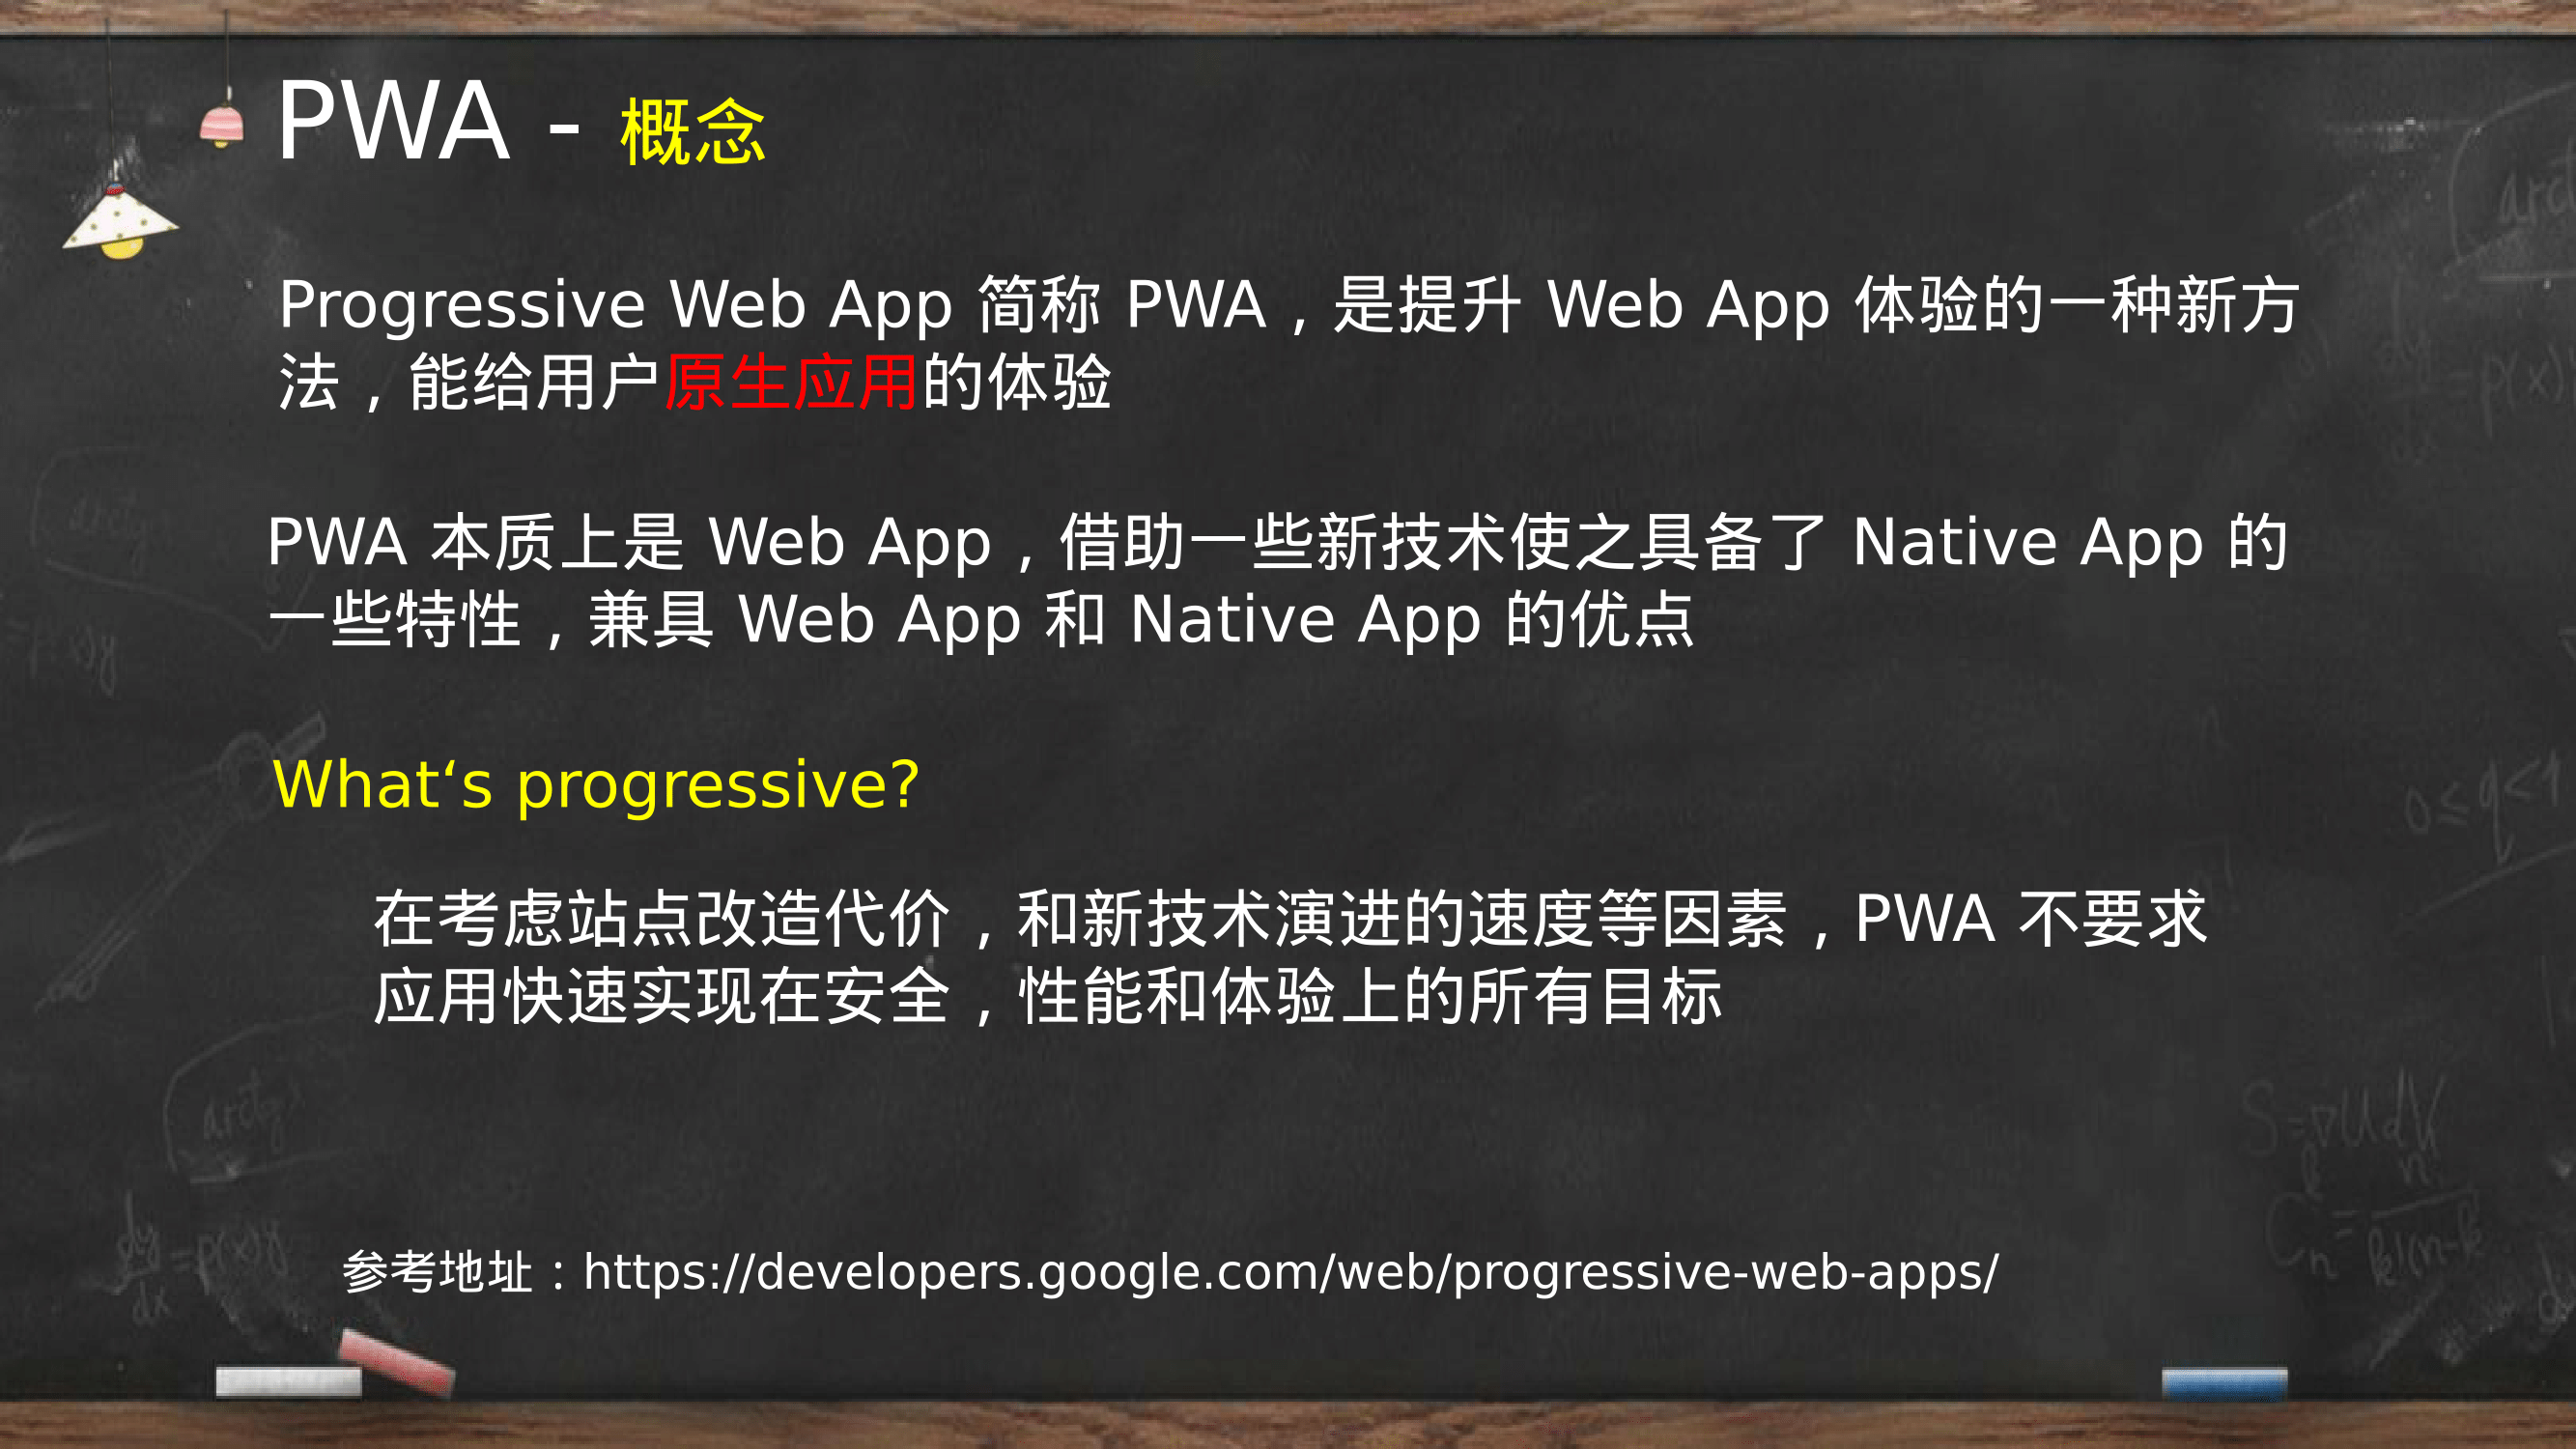 PWA - 概念
Progressive Web App 简称 PWA，是提升 Web App 体验的一种新方
法，能给用户原生应用的体验
PWA 本质上是 Web App，借助一些新技术使之具备了 Native App 的
一些特性，兼具 Web App 和 Native App 的优点
What‘s progressive?
在考虑站点改造代价，和新技术演进的速度等因素，PWA 不要求
应用快速实现在安全，性能和体验上的所有目标
参考地址：https://developers.google.com/web/progressive-web-apps/